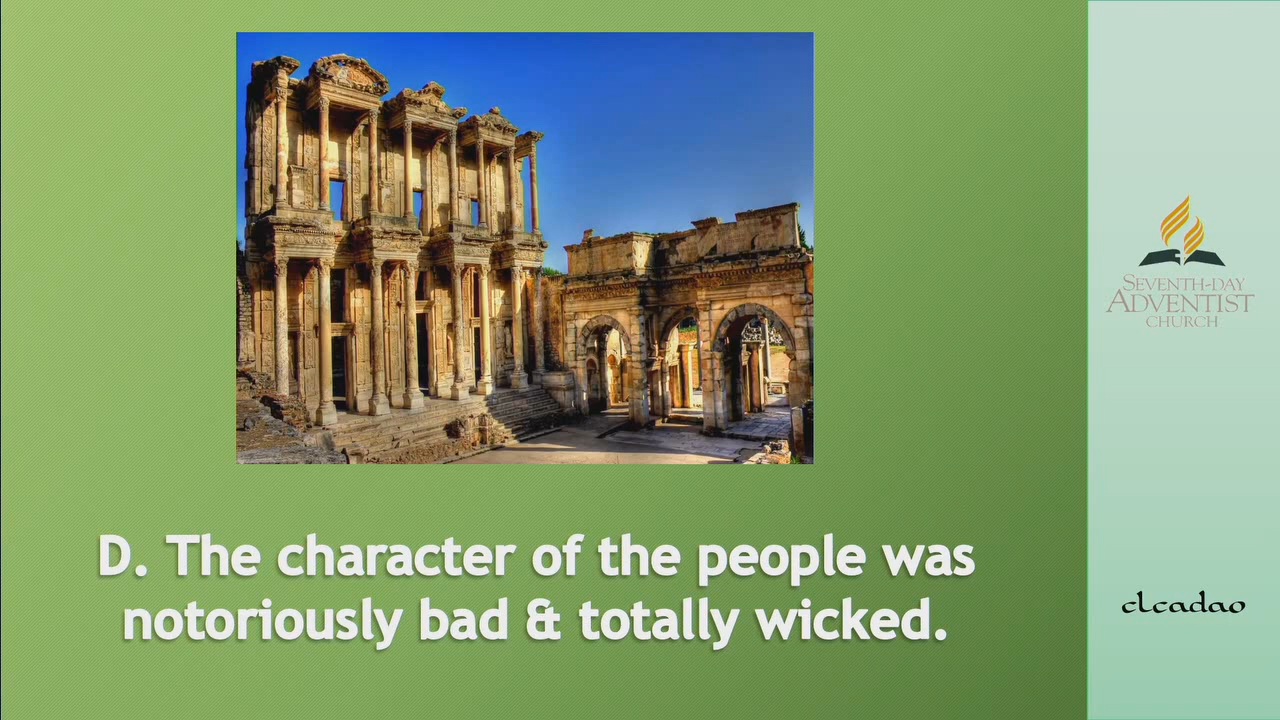 D. The character of the people was
notoriously bad & totally wicked.
SEVENTH-DAY
ADVENTIST
CHURCH
clcadao